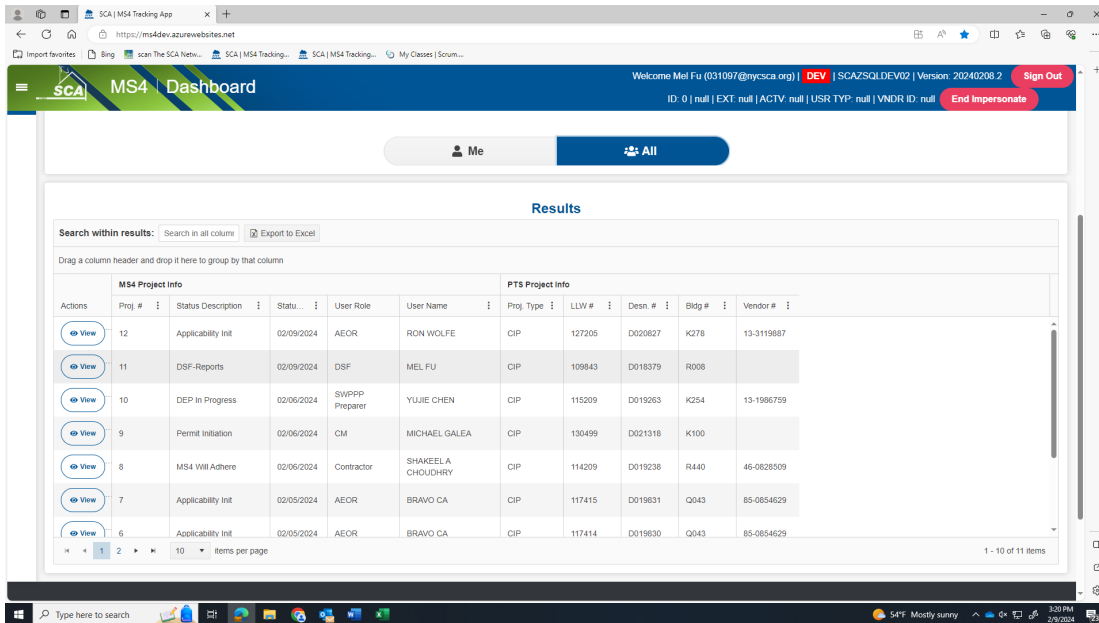 SCA | MS4 Tracking App
https://ms4dev.azurewebsites.net
Import favorites Bing scan The SCA Netw... SCA | MS4 Tracking... SCA | MS4 Tracking... My Classes | Scrum....
SCA MS4 | Dashboard
Welcome Mel Fu (031097@nycsca.org) | DEV | SCAZSQLDEV02 | Version: 20240208.2 Sign Out
ID: 0 | null | EXT: null | ACTV: null | USR TYP: null | VNDR ID: null End Impersonate
Me All
Results
Search within results: Search in all colum Export to Excel
Drag a column header and drop it here to group by that column
MS4 Project Info PTS Project Info
Actions Proj. # Status Description Statu... User Role User Name Proj. Type LLW # Desn. # Bldg # Vendor #
View 12 Applicability Init 02/09/2024 AEOR RON WOLFE CIP 127205 D020827 K278 13-3119887
View 11 DSF-Reports 02/09/2024 DSF MEL FU CIP 109843 D018379 R008
View 10 DEP In Progress 02/06/2024 SWPPP Preparer YUJIE CHEN CIP 115209 D019263 K254 13-1986759
View 9 Permit Initiation 02/06/2024 CM MICHAEL GALEA CIP 130499 D021318 K100
View 8 MS4 Will Adhere 02/06/2024 Contractor SHAKEEL A CHOUDHRY CIP 114209 D019238 R440 46-0828509
View 7 Applicability Init 02/05/2024 AEOR BRAVO CA CIP 117415 D019831 Q043 85-0854629
View 6 Applicability Init 02/05/2024 AEOR BRAVO CA CIP 117414 D019830 Q043 85-0854629
1 2 10 items per page 1 - 10 of 11 items
Type here to search 54°F Mostly sunny 3:20 PM
2/9/2024